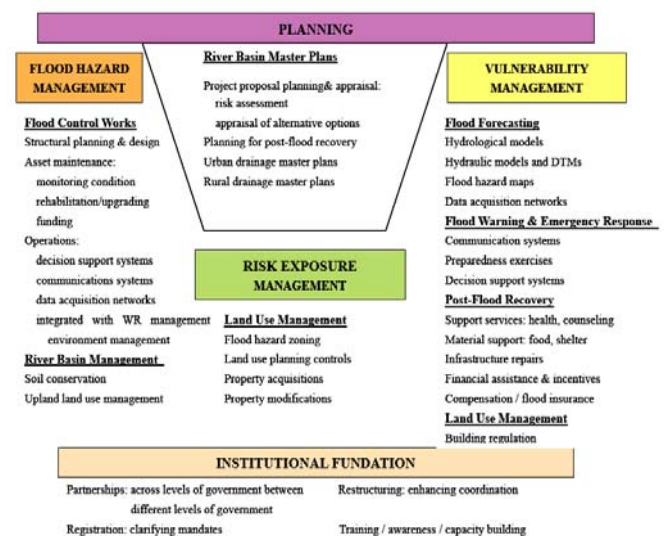 PLANNING
FLOOD HAZARD
MANAGEMENT
Flood Control Works
Structural planning & design
Asset maintenance:
monitoring condition
rehabilitation/upgrading
funding
Operations:
decision support systems
communications systems
data acquisition networks
integrated with WR management
environment management
River Basin Management
Soil conservation
Upland land use management
River Basin Master Plans
Project proposal planning& appraisal:
risk assessment
appraisal of alternative options
Planning for post-flood recovery
Urban drainage master plans
Rural drainage master plans
RISK EXPOSURE
MANAGEMENT
Land Use Management
Flood hazard zoning
Land use planning controls
Property acquisitions
Property modifications
VULNERABILITY
MANAGEMENT
Flood Forecasting
Hydrological models
Hydraulic models and DTMs
Flood hazard maps
Data acquisition networks
Flood Warning & Emergency Response
Communication systems
Preparedness exercises
Decision support systems
Post-Flood Recovery
Support services: health, counseling
Material support: food, shelter
Infrastructure repairs
Financial assistance & incentives
Compensation / flood insurance
Land Use Management
Building regulation
INSTITUTIONAL FUNDATION
Partnerships: across levels of government between
different levels of government
Registration: clarifying mandates
Restructuring: enhancing coordination
Training / awareness / capacity building